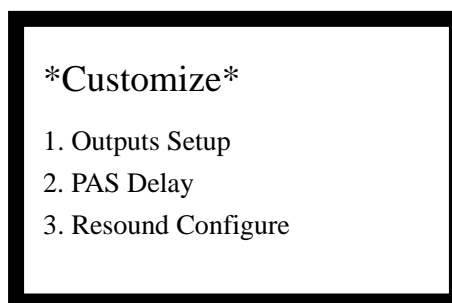 *Customize*
1. Outputs Setup
2. PAS Delay
3. Resound Configure